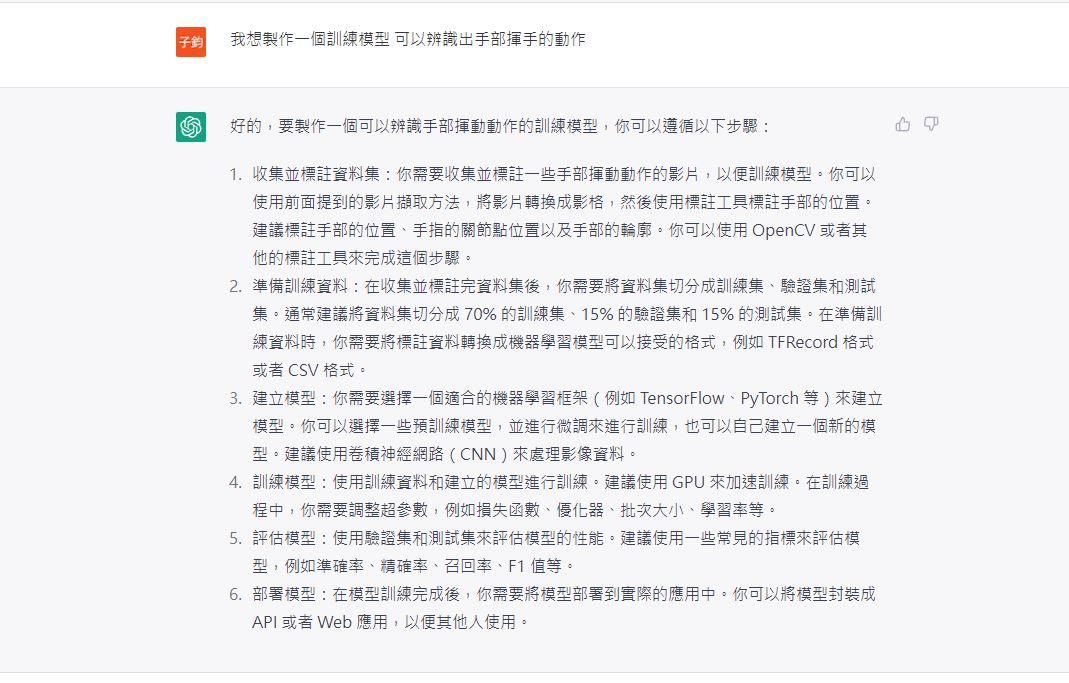 子鈞
我想製作一個訓練模型 可以辨識出手部揮手的動作
好的，要製作一個可以辨識手部揮動動作的訓練模型，你可以遵循以下步驟：
1. 收集並標註資料集：你需要收集並標註一些手部揮動動作的影片，以便訓練模型。你可以
使用前面提到的影片擷取方法，將影片轉換成影格，然後使用標註工具標註手部的位置。
建議標註手部的位置、手指的關節點位置以及手部的輪廓。你可以使用 OpenCV 或者其
他的標註工具來完成這個步驟。
2. 準備訓練資料：在收集並標註完資料集後，你需要將資料集切分成訓練集、驗證集和測試
集。通常建議將資料集切分成 70% 的訓練集、15% 的驗證集和 15% 的測試集。在準備訓
練資料時，你需要將標註資料轉換成機器學習模型可以接受的格式，例如 TFRecord 格式
或者 CSV 格式。
3. 建立模型：你需要選擇一個適合的機器學習框架（例如 TensorFlow、PyTorch 等）來建立
模型。你可以選擇一些預訓練模型，並進行微調來進行訓練，也可以自己建立一個新的模
型。建議使用卷積神經網路（CNN）來處理影像資料。
4. 訓練模型：使用訓練資料和建立的模型進行訓練。建議使用 GPU 來加速訓練。在訓練過
程中，你需要調整超參數，例如損失函數、優化器、批次大小、學習率等。
5. 評估模型：使用驗證集和測試集來評估模型的性能。建議使用一些常見的指標來評估模
型，例如準確率、精確率、召回率、F1 值等。
6. 部署模型：在模型訓練完成後，你需要將模型部署到實際的應用中。你可以將模型封裝成
API 或者 Web 應用，以便其他人使用。